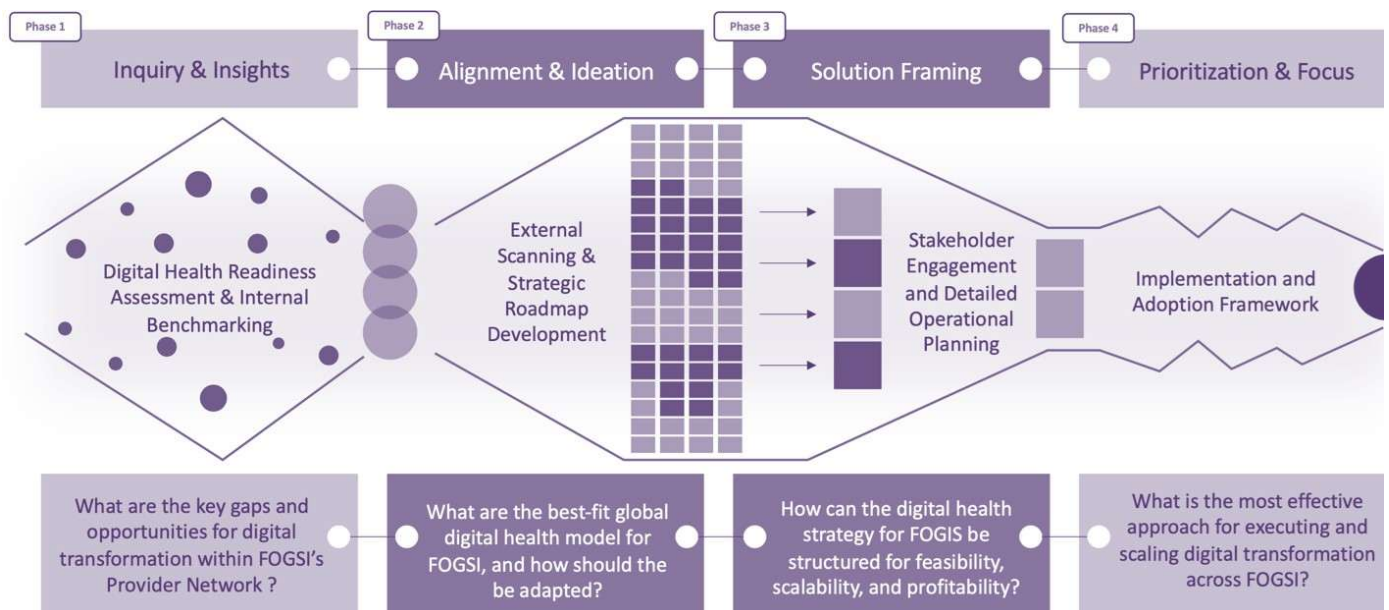 Phase 1
Phase 2
Phase 3
Phase 4
Inquiry & Insights
Alignment & Ideation
Solution Framing
Prioritization & Focus
Digital Health Readiness
Assessment & Internal
Benchmarking
External
Scanning &
Strategic
Roadmap
Development
Stakeholder
Engagement
and Detailed
Operational
Planning
Implementation and
Adoption Framework
What are the key gaps and
opportunities for digital
transformation within FOGSI’s
Provider Network ?
What are the best-fit global
digital health model for
FOGSI, and how should the
be adapted?
How can the digital health
strategy for FOGIS be
structured for feasibility,
scalability, and profitability?
What is the most effective
approach for executing and
scaling digital transformation
across FOGSI?